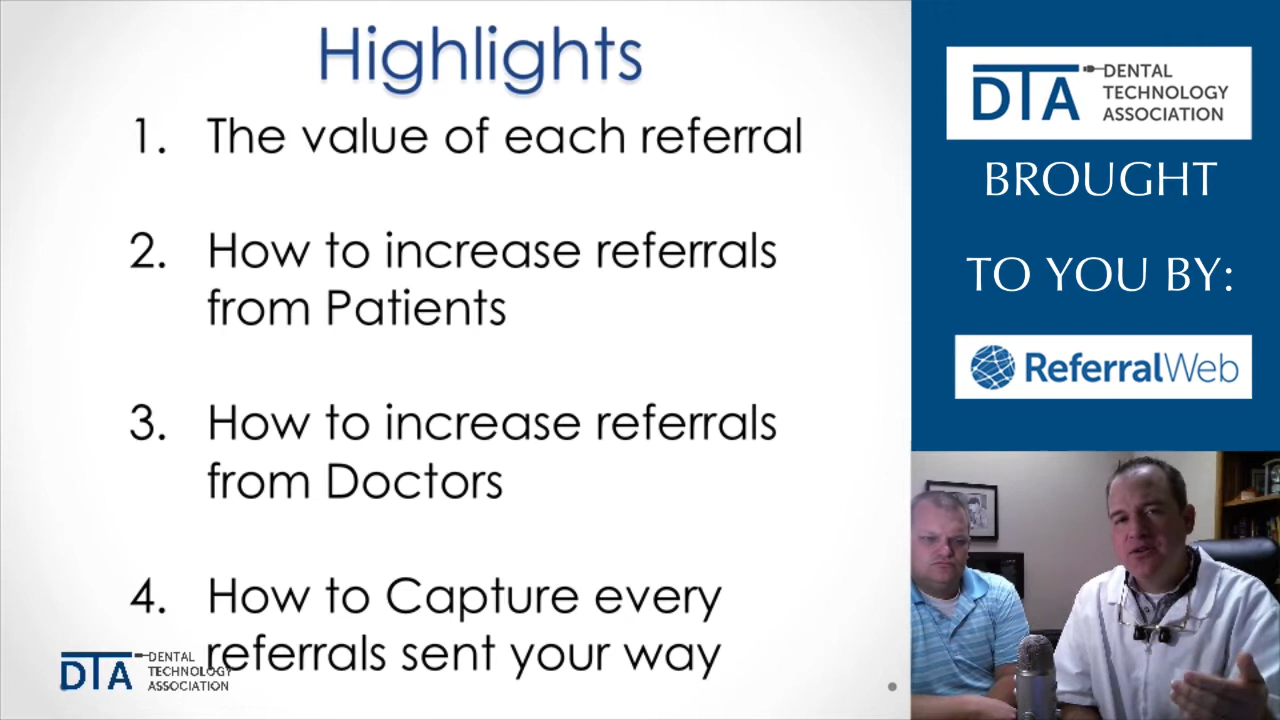 Highlights
1. The value of each referral
2. How to increase referrals
from Patients
3. How to increase referrals
from Doctors
4. How to Capture every
referrals sent your way
DTA DENTAL
TECHNOLOGY
ASSOCIATION
DTA DENTAL
TECHNOLOGY
ASSOCIATION
BROUGHT
TO YOU BY:
ReferralWeb